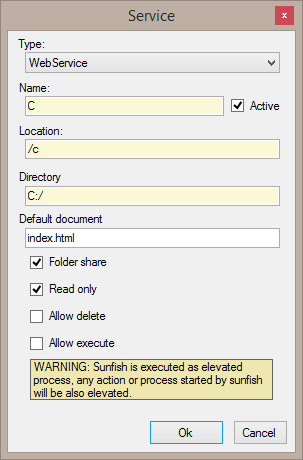 Service
x
Type:
WebService
Name:
C
Active
Location:
/c
Directory
C:/
Default document
index.html
Folder share
Read only
Allow delete
Allow execute
WARNING: Sunfish is executed as elevated
process, any action or process started by sunfish
will be also elevated.
Ok
Cancel